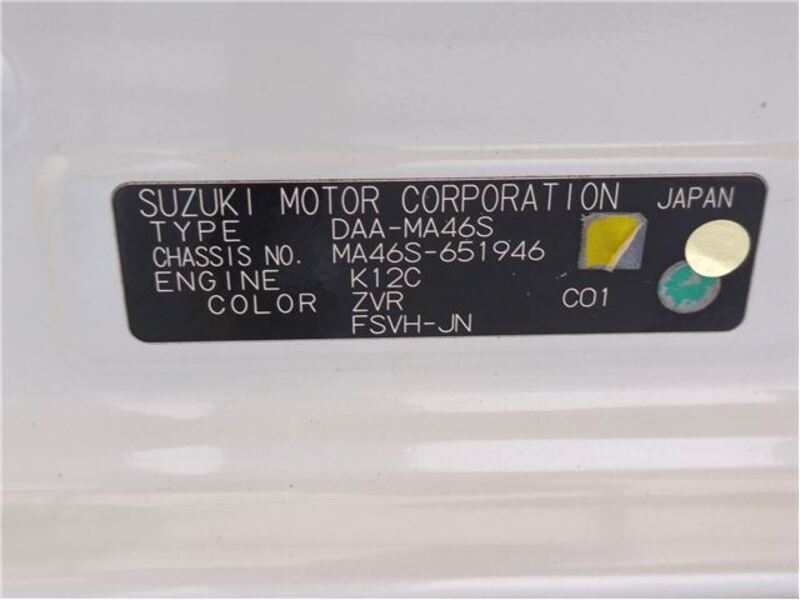 SUZUKI MOTOR CORPORATION JAPAN
TYPE DAA-MA46S
CHASSIS NO. MA46S-651946
ENGINE K12C
COLOR ZVR C01
FSVH-JN